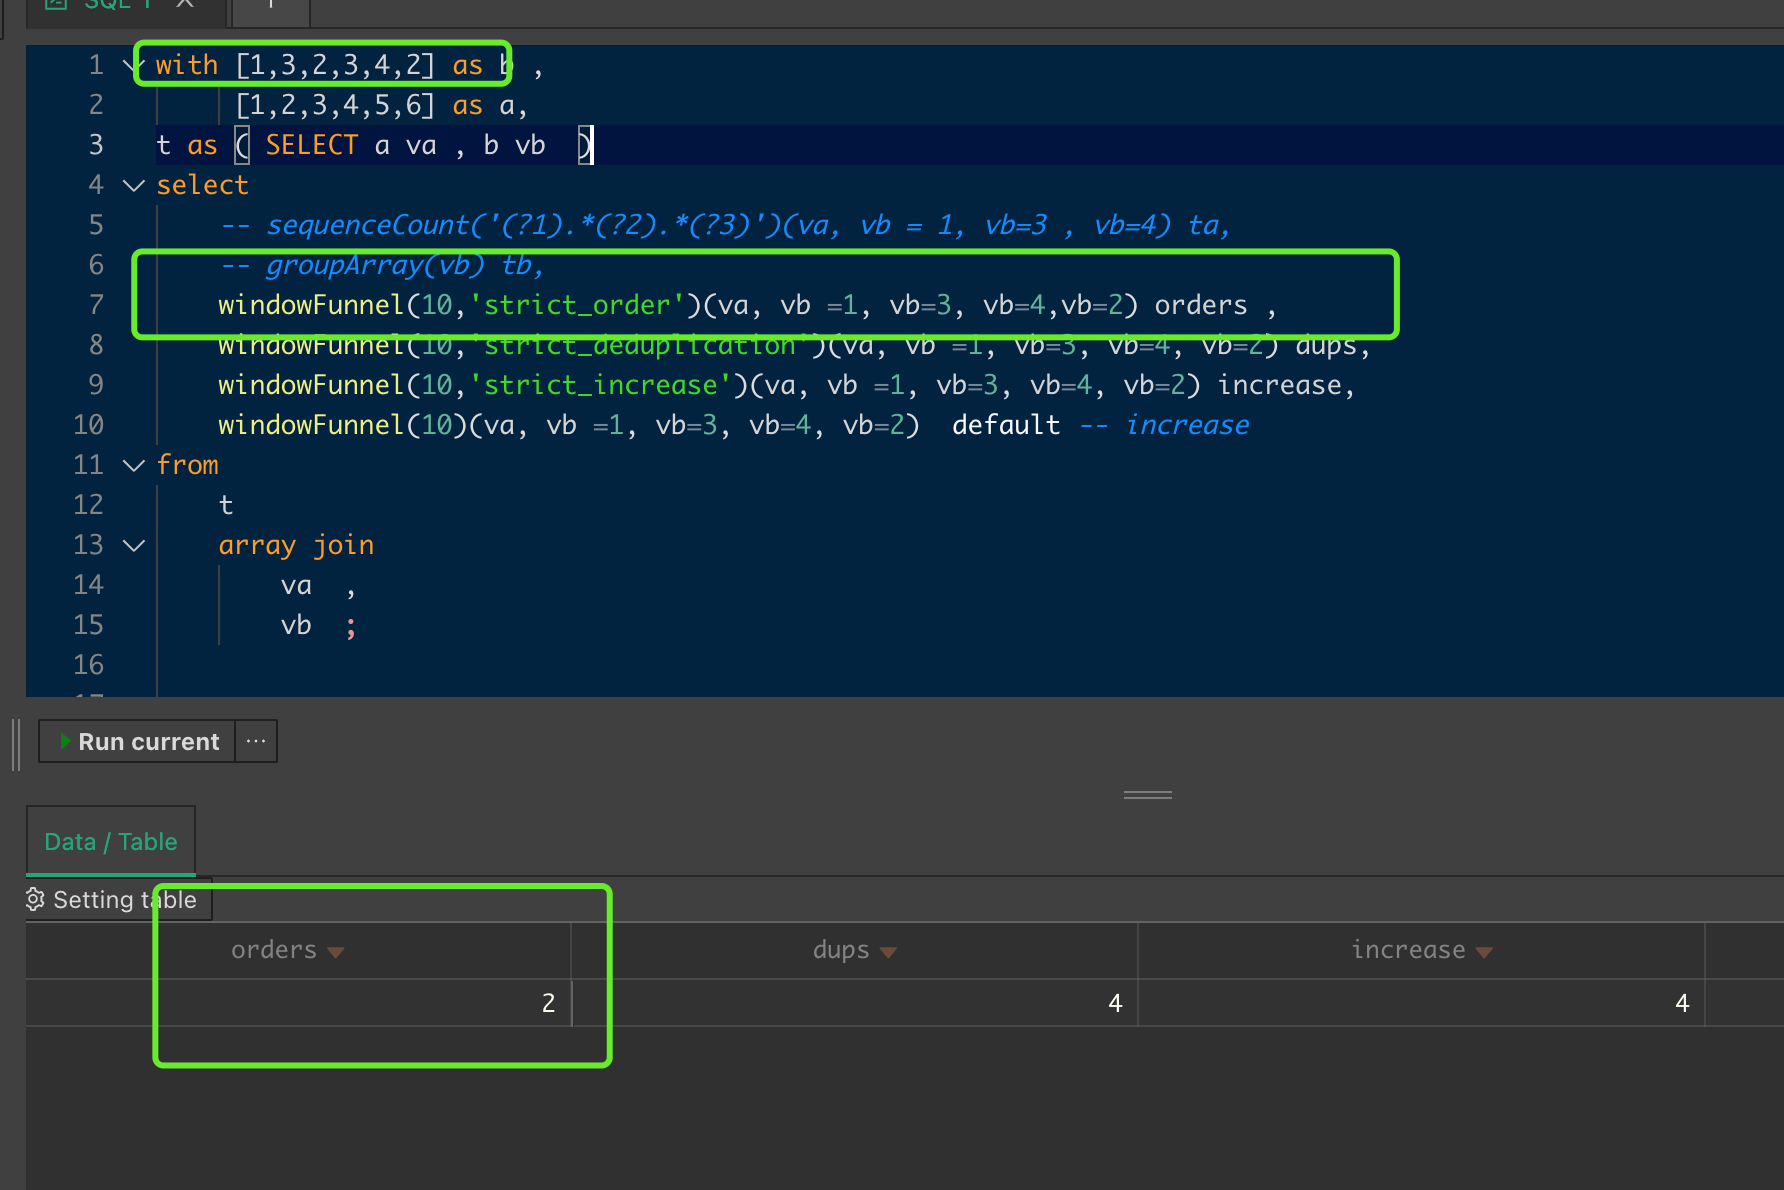 SQL 1 X
1 with [1,3,2,3,4,2] as b ,
2 [1,2,3,4,5,6] as a,
3 t as ( SELECT a va , b vb )
4 select
5 -- sequenceCount('(?1).*(?2).*(?3)')(va, vb = 1, vb=3 , vb=4) ta,
6 -- groupArray(vb) tb,
7 windowFunnel(10,'strict_order')(va, vb =1, vb=3, vb=4,vb=2) orders ,
8 windowFunnel(10,'strict_deduplication')(va, vb =1, vb=3, vb=4, vb=2) dups,
9 windowFunnel(10,'strict_increase')(va, vb =1, vb=3, vb=4, vb=2) increase,
10 windowFunnel(10)(va, vb =1, vb=3, vb=4, vb=2) default -- increase
11 from
12 t
13 array join
14 va ,
15 vb ;
16
17
Run current ...
Data / Table
Setting table
orders dups increase
2 4 4